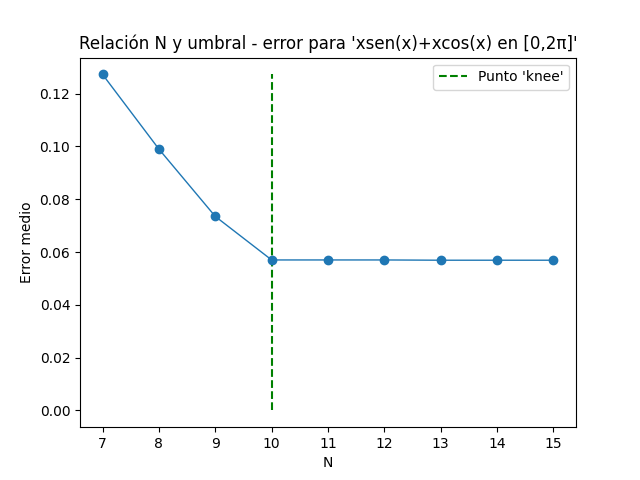 Relación N y umbral - error para 'xsen(x)+xcos(x) en [0,2π]'
Punto 'knee'
Error medio
0.12
0.10
0.08
0.06
0.04
0.02
0.00
7 8 9 10 11 12 13 14 15
N